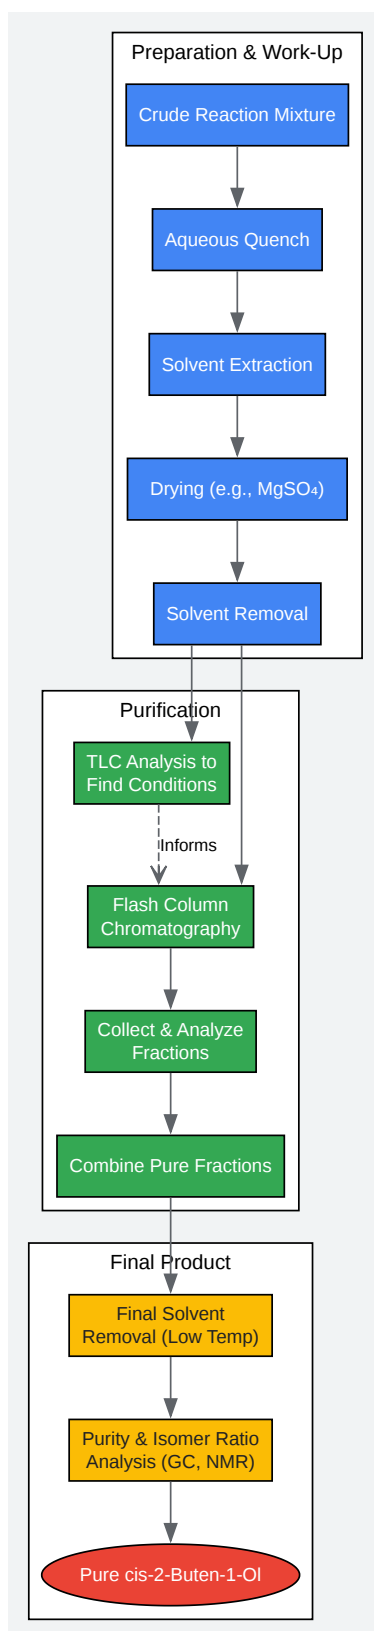 Preparation & Work-Up
Crude Reaction Mixture
Aqueous Quench
Solvent Extraction
Drying (e.g., MgSO₄)
Solvent Removal
Purification
TLC Analysis to
Find Conditions
Informs
Flash Column
Chromatography
Collect & Analyze
Fractions
Combine Pure Fractions
Final Product
Final Solvent
Removal (Low Temp)
Purity & Isomer Ratio
Analysis (GC, NMR)
Pure cis-2-Buten-1-Ol